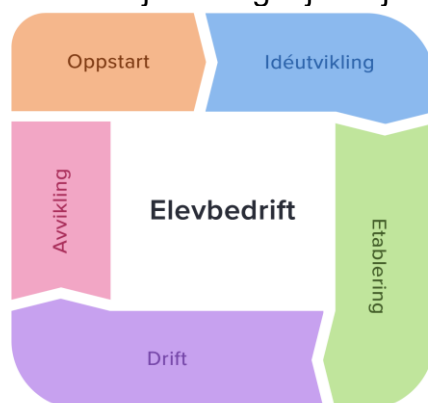 Oppstart
Idéutvikling
Etablering
Drift
Avvikling
Elevbedrift